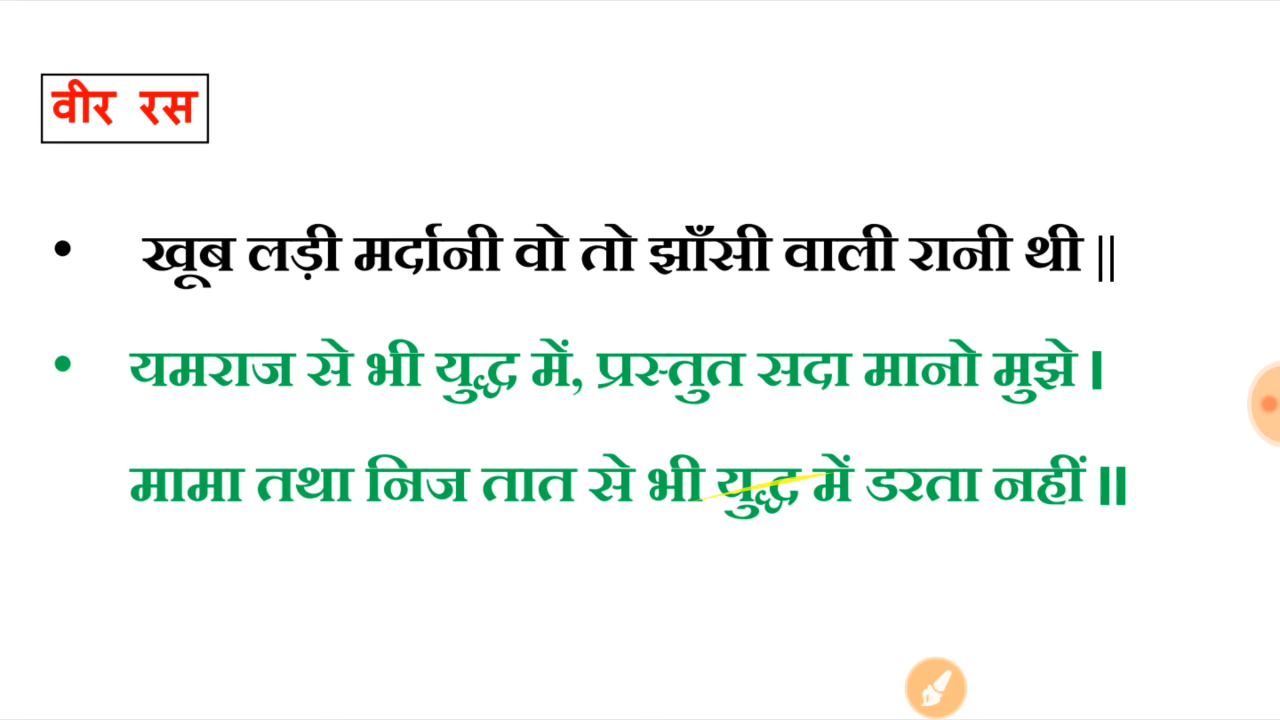 वीर रस
• खूब लड़ी मर्दानी वो तो झाँसी वाली रानी थी ||
• यमराज से भी युद्ध में, प्रस्तुत सदा मानो मुझे ।
मामा तथा निज तात से भी युद्ध में डरता नहीं ॥